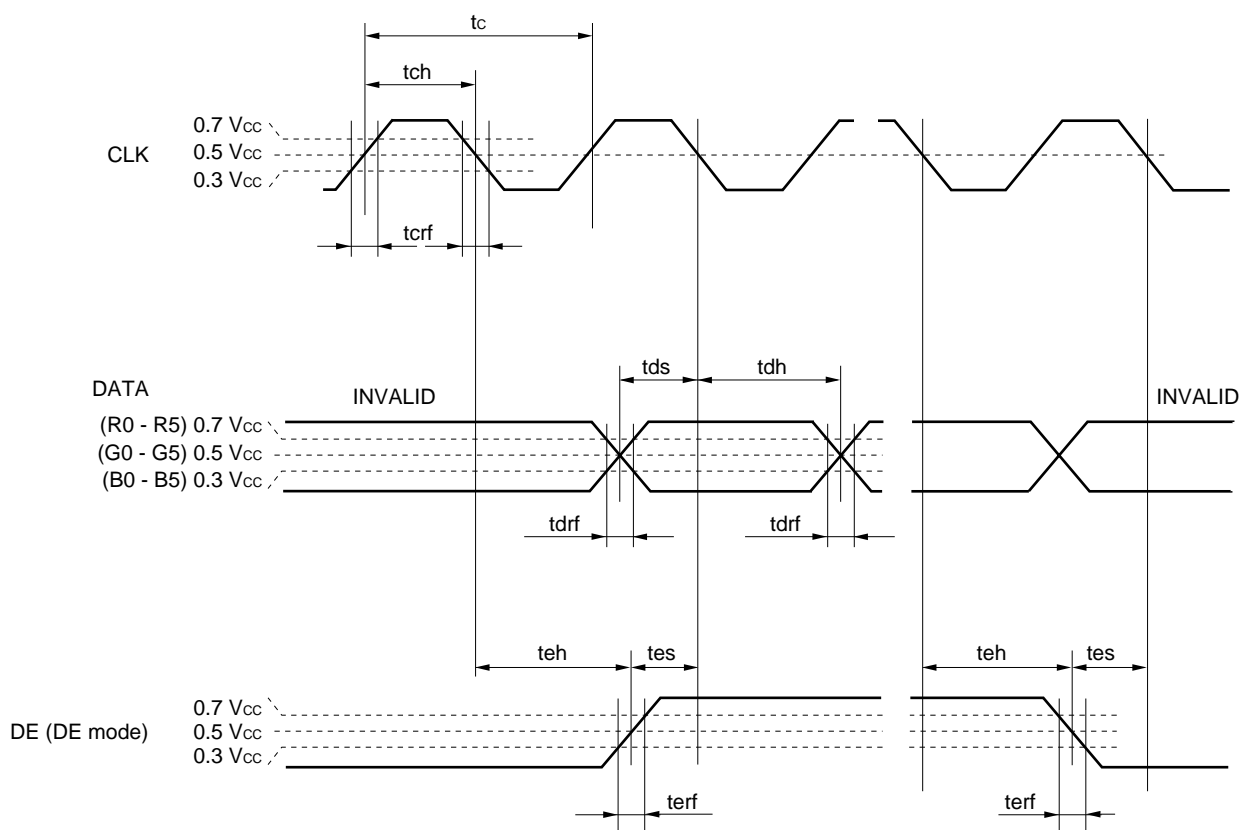 tc
tch
0.7 Vcc
CLK 0.5 Vcc
0.3 Vcc
tcrf
tds tdh
DATA INVALID INVALID
(R0 - R5) 0.7 Vcc
(G0 - G5) 0.5 Vcc
(B0 - B5) 0.3 Vcc
tdrf tdrf
teh tes teh tes
0.7 Vcc
DE (DE mode) 0.5 Vcc
0.3 Vcc
terf terf